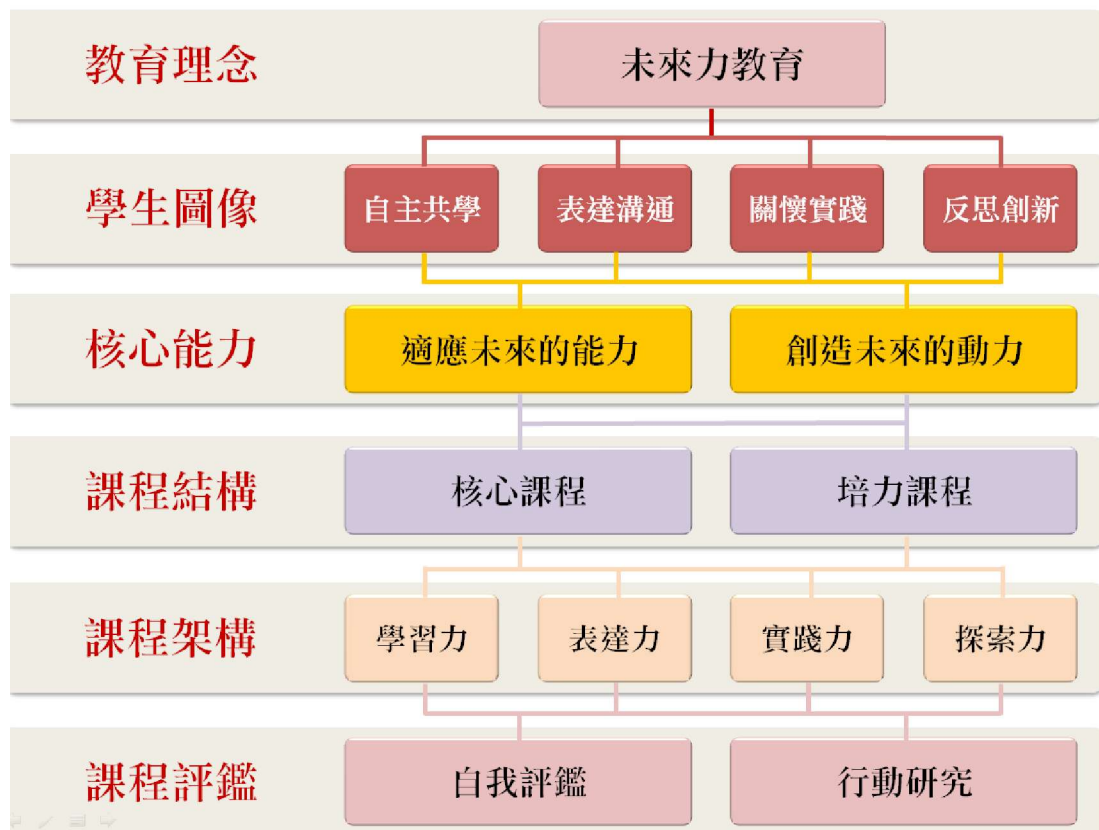 教育理念
未來力教育
學生圖像
自主共學
表達溝通
關懷實踐
反思創新
核心能力
適應未來的能力
創造未來的動力
課程結構
核心課程
培力課程
課程架構
學習力
表達力
實踐力
探索力
課程評鑑
自我評鑑
行動研究